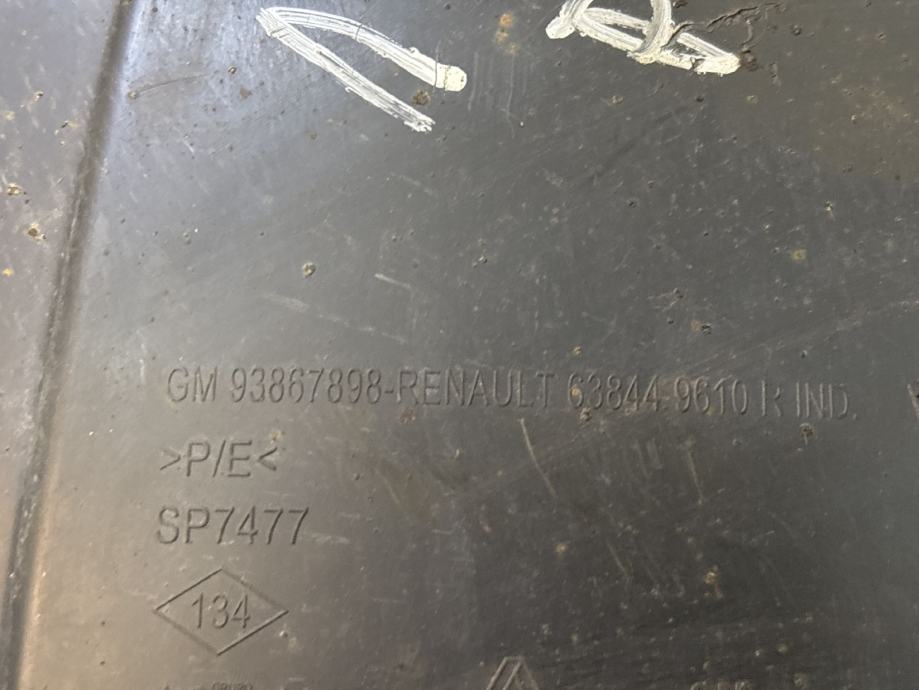 GM 93867898-RENAULT 63844 9610 R IND.
>P/E<
SP7477
134